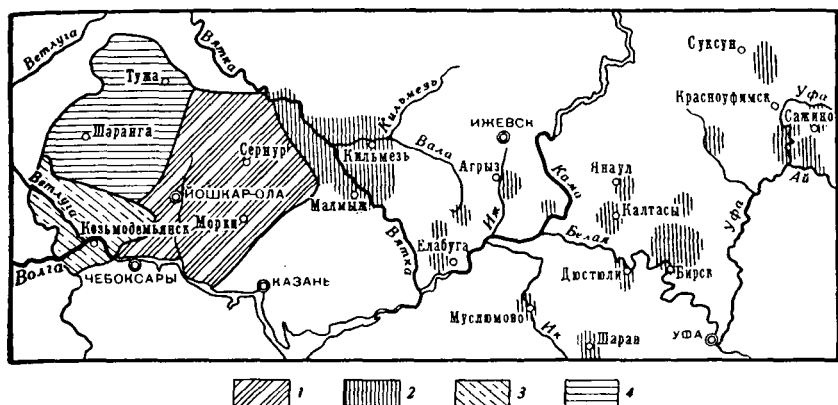 Ветлуга
Вятка
Суксун
Тужа
Кильмезь
Уфа
Красноуфимск
Сажино
Шаранга
ИЖЕВСК
Сернур
Кильмезь
Вала
Агрыз
Кама
Янаул
Ай
Ветлуга
ЙОШКАР-ОЛА
Малмыж
Иж
Калтасы
Уфа
Козьмодемьянск
Морки
Вятка
Елабуга
Белая
Волга
ЧЕБОКСАРЫ
КАЗАНЬ
Дюстюли
Бирск
Муслюмово
Ик
Шаран
УФА
1 2 3 4